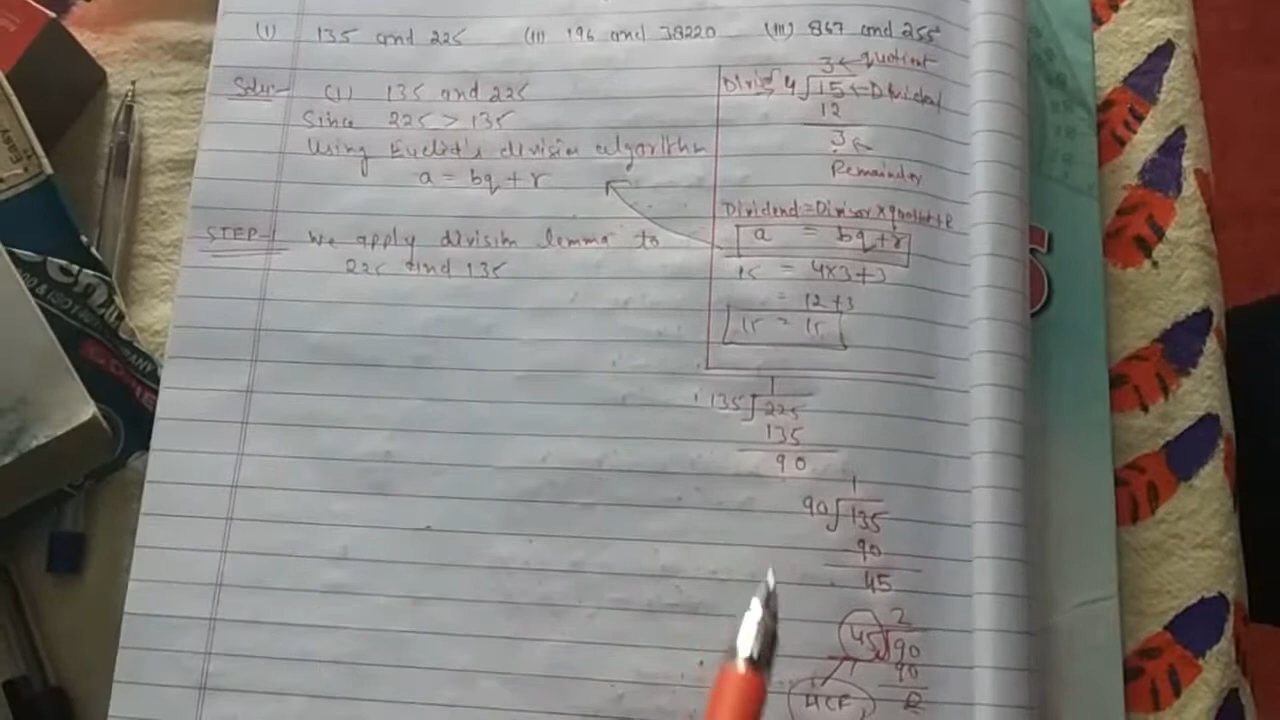 (i) 135 and 225 (ii) 196 and 38220 (iii) 867 and 255
Soln:- (i) 135 and 225
Since 225 > 135
Using Euclid's division algorithm
a = bq + r
STEP-1 We apply division lemma to
225 and 135
3 ← quotient
Divisor 4 15 ← Dividend
12
3
Remainder
Dividend = Divisor × quotient + R
a = bq + r
15 = 4×3+3
= 12+3
15 = 15
1
135 225
135
90
1
90 135
90
45
2
45 90
90
HCF
Easy